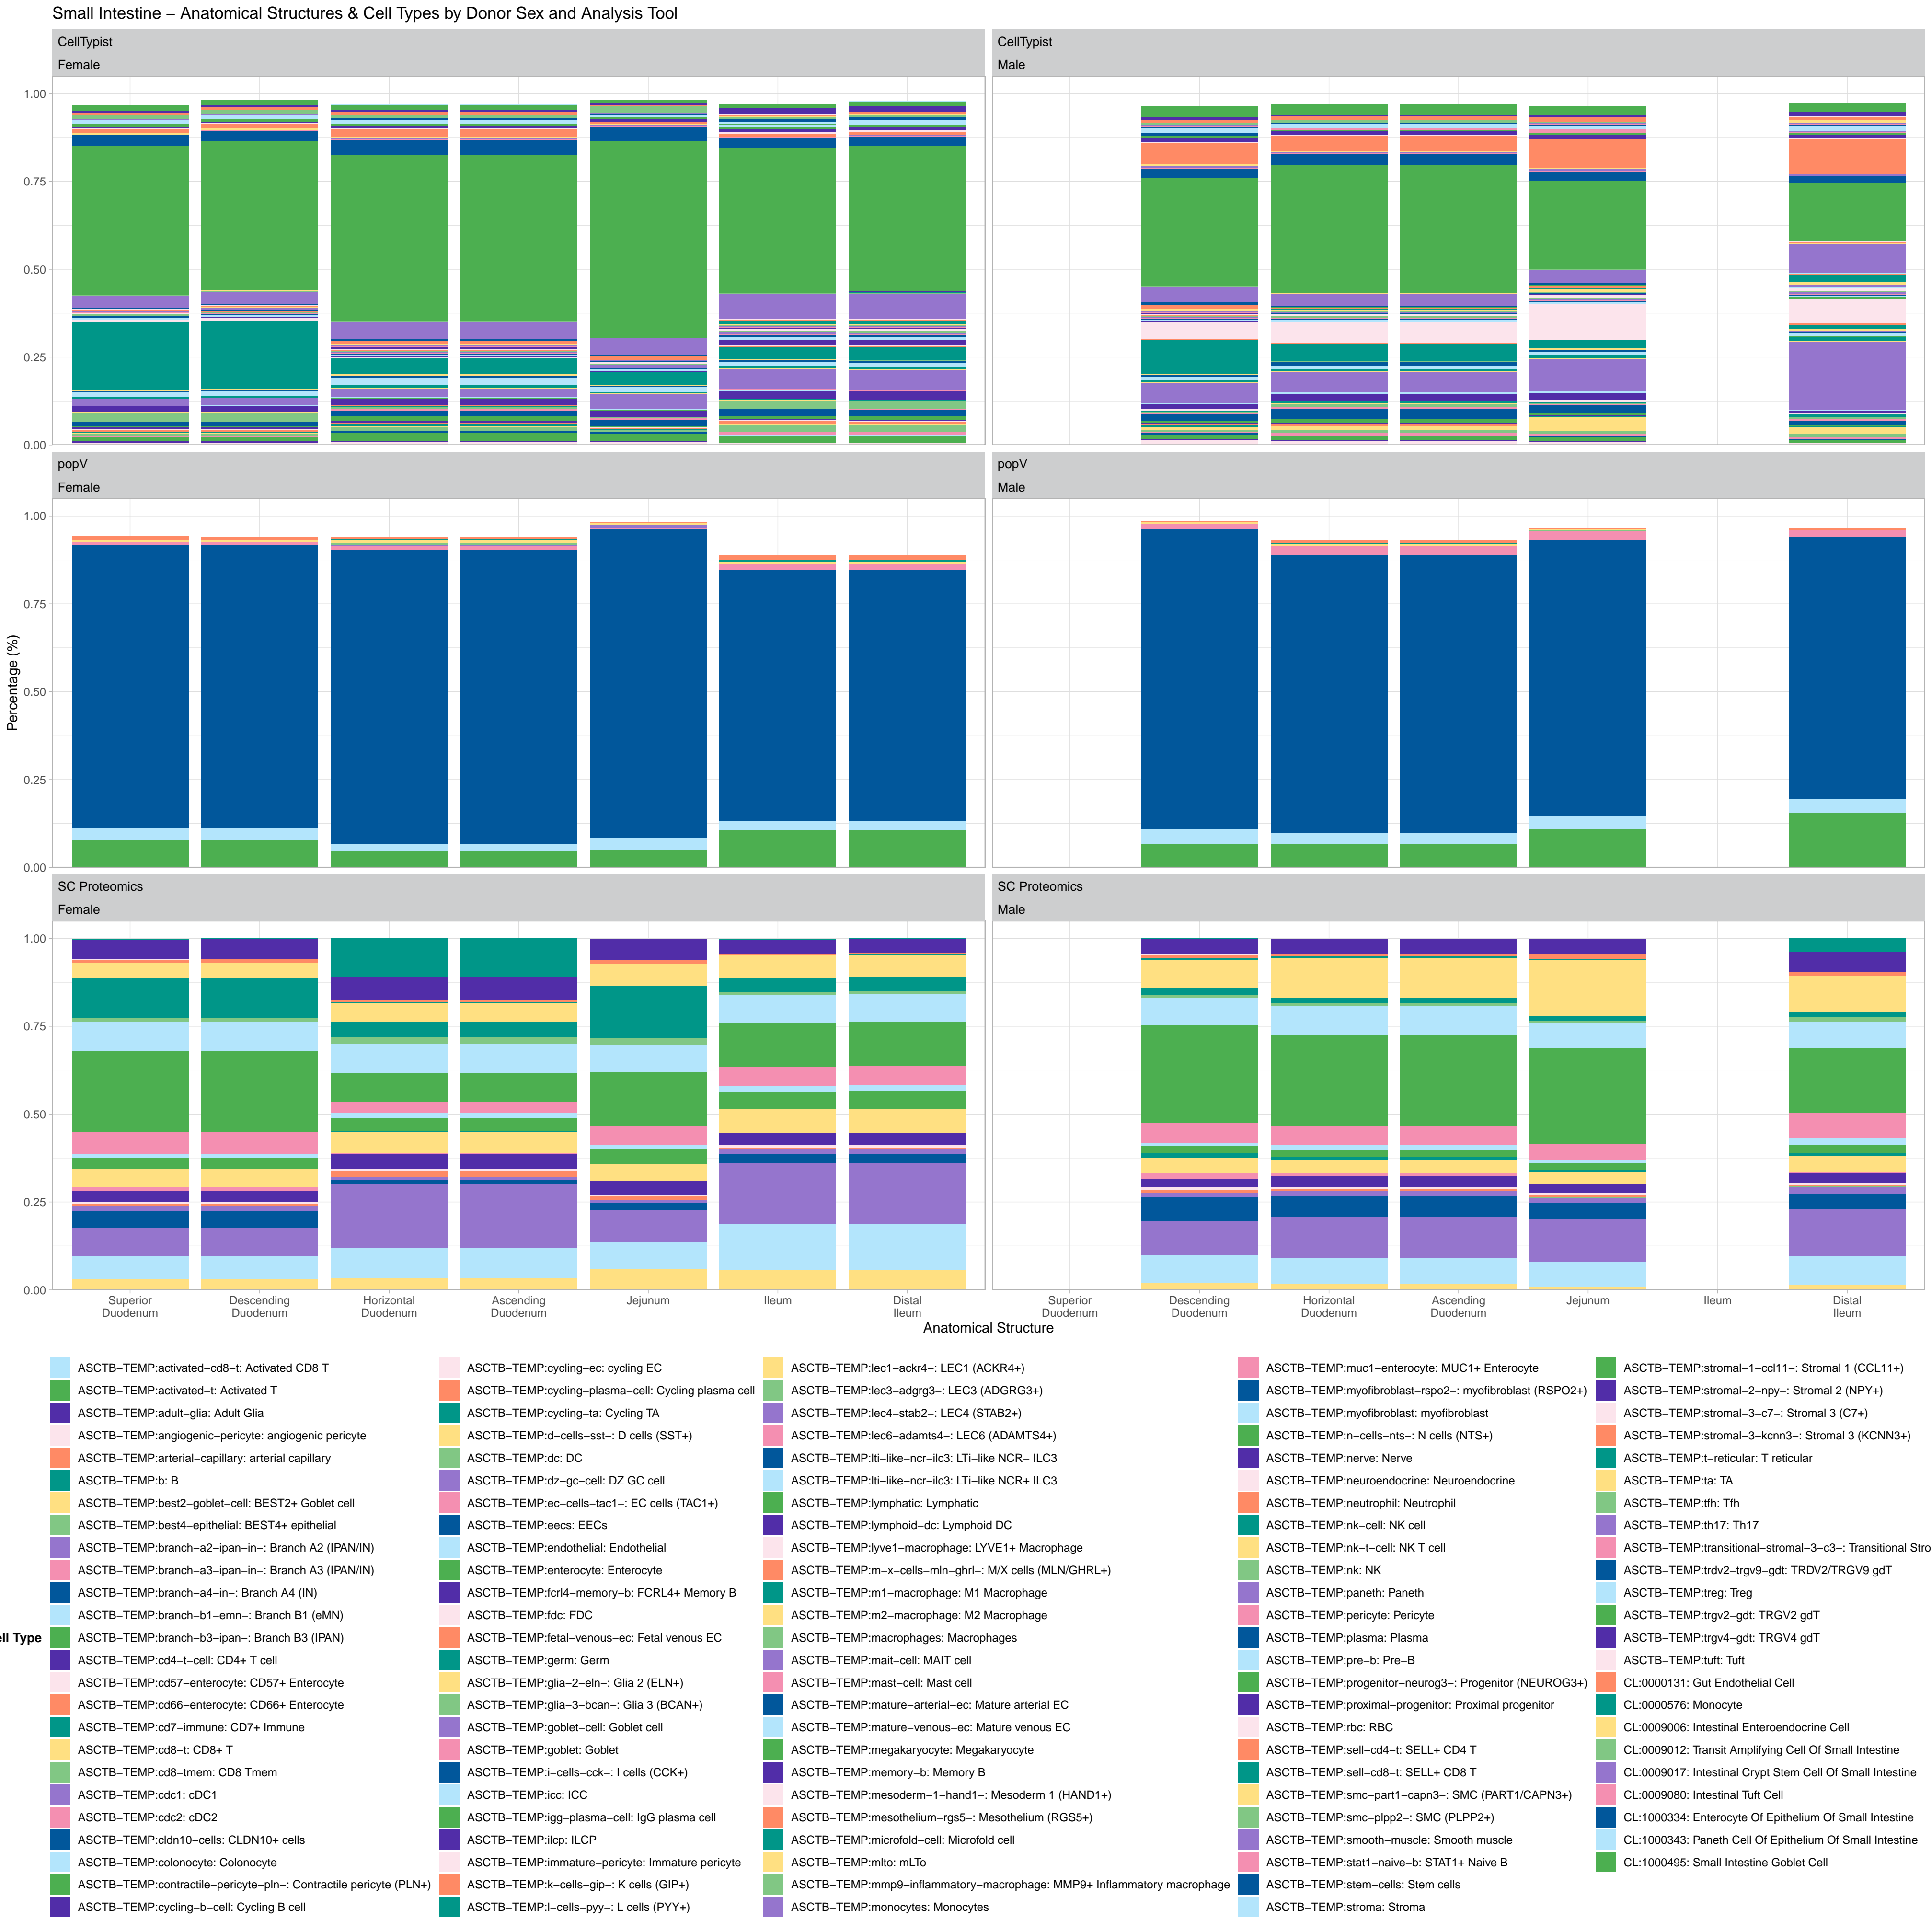 Small Intestine – Anatomical Structures & Cell Types by Donor Sex and Analysis Tool
CellTypist
Female
CellTypist
Male
1.00
0.75
0.50
0.25
0.00
popV
Female
popV
Male
1.00
0.75
0.50
0.25
0.00
Percentage (%)
SC Proteomics
Female
SC Proteomics
Male
1.00
0.75
0.50
0.25
0.00
Superior
Duodenum
Descending
Duodenum
Horizontal
Duodenum
Ascending
Duodenum
Jejunum
Ileum
Distal
Ileum
Superior
Duodenum
Descending
Duodenum
Horizontal
Duodenum
Ascending
Duodenum
Jejunum
Ileum
Distal
Ileum
Anatomical Structure
ell Type
ASCTB–TEMP:activated–cd8–t: Activated CD8 T
ASCTB–TEMP:activated–t: Activated T
ASCTB–TEMP:adult–glia: Adult Glia
ASCTB–TEMP:angiogenic–pericyte: angiogenic pericyte
ASCTB–TEMP:arterial–capillary: arterial capillary
ASCTB–TEMP:b: B
ASCTB–TEMP:best2–goblet–cell: BEST2+ Goblet cell
ASCTB–TEMP:best4–epithelial: BEST4+ epithelial
ASCTB–TEMP:branch–a2–ipan–in–: Branch A2 (IPAN/IN)
ASCTB–TEMP:branch–a3–ipan–in–: Branch A3 (IPAN/IN)
ASCTB–TEMP:branch–a4–in–: Branch A4 (IN)
ASCTB–TEMP:branch–b1–emn–: Branch B1 (eMN)
ASCTB–TEMP:branch–b3–ipan–: Branch B3 (IPAN)
ASCTB–TEMP:cd4–t–cell: CD4+ T cell
ASCTB–TEMP:cd57–enterocyte: CD57+ Enterocyte
ASCTB–TEMP:cd66–enterocyte: CD66+ Enterocyte
ASCTB–TEMP:cd7–immune: CD7+ Immune
ASCTB–TEMP:cd8–t: CD8+ T
ASCTB–TEMP:cd8–tmem: CD8 Tmem
ASCTB–TEMP:cdc1: cDC1
ASCTB–TEMP:cdc2: cDC2
ASCTB–TEMP:cldn10–cells: CLDN10+ cells
ASCTB–TEMP:colonocyte: Colonocyte
ASCTB–TEMP:contractile–pericyte–pln–: Contractile pericyte (PLN+)
ASCTB–TEMP:cycling–b–cell: Cycling B cell
ASCTB–TEMP:cycling–ec: cycling EC
ASCTB–TEMP:cycling–plasma–cell: Cycling plasma cell
ASCTB–TEMP:cycling–ta: Cycling TA
ASCTB–TEMP:d–cells–sst–: D cells (SST+)
ASCTB–TEMP:dc: DC
ASCTB–TEMP:dz–gc–cell: DZ GC cell
ASCTB–TEMP:ec–cells–tac1–: EC cells (TAC1+)
ASCTB–TEMP:eecs: EECs
ASCTB–TEMP:endothelial: Endothelial
ASCTB–TEMP:enterocyte: Enterocyte
ASCTB–TEMP:fcrl4–memory–b: FCRL4+ Memory B
ASCTB–TEMP:fdc: FDC
ASCTB–TEMP:fetal–venous–ec: Fetal venous EC
ASCTB–TEMP:germ: Germ
ASCTB–TEMP:glia–2–eln–: Glia 2 (ELN+)
ASCTB–TEMP:glia–3–bcan–: Glia 3 (BCAN+)
ASCTB–TEMP:goblet–cell: Goblet cell
ASCTB–TEMP:goblet: Goblet
ASCTB–TEMP:i–cells–cck–: I cells (CCK+)
ASCTB–TEMP:icc: ICC
ASCTB–TEMP:igg–plasma–cell: IgG plasma cell
ASCTB–TEMP:ilcp: ILCP
ASCTB–TEMP:immature–pericyte: Immature pericyte
ASCTB–TEMP:k–cells–gip–: K cells (GIP+)
ASCTB–TEMP:l–cells–pyy–: L cells (PYY+)
ASCTB–TEMP:lec1–ackr4–: LEC1 (ACKR4+)
ASCTB–TEMP:lec3–adgrg3–: LEC3 (ADGRG3+)
ASCTB–TEMP:lec4–stab2–: LEC4 (STAB2+)
ASCTB–TEMP:lec6–adamts4–: LEC6 (ADAMTS4+)
ASCTB–TEMP:lti–like–ncr–ilc3: LTi–like NCR– ILC3
ASCTB–TEMP:lti–like–ncr–ilc3: LTi–like NCR+ ILC3
ASCTB–TEMP:lymphatic: Lymphatic
ASCTB–TEMP:lymphoid–dc: Lymphoid DC
ASCTB–TEMP:lyve1–macrophage: LYVE1+ Macrophage
ASCTB–TEMP:m–x–cells–mln–ghrl–: M/X cells (MLN/GHRL+)
ASCTB–TEMP:m1–macrophage: M1 Macrophage
ASCTB–TEMP:m2–macrophage: M2 Macrophage
ASCTB–TEMP:macrophages: Macrophages
ASCTB–TEMP:mait–cell: MAIT cell
ASCTB–TEMP:mast–cell: Mast cell
ASCTB–TEMP:mature–arterial–ec: Mature arterial EC
ASCTB–TEMP:mature–venous–ec: Mature venous EC
ASCTB–TEMP:megakaryocyte: Megakaryocyte
ASCTB–TEMP:memory–b: Memory B
ASCTB–TEMP:mesoderm–1–hand1–: Mesoderm 1 (HAND1+)
ASCTB–TEMP:mesothelium–rgs5–: Mesothelium (RGS5+)
ASCTB–TEMP:microfold–cell: Microfold cell
ASCTB–TEMP:mlto: mLTo
ASCTB–TEMP:mmp9–inflammatory–macrophage: MMP9+ Inflammatory macrophage
ASCTB–TEMP:monocytes: Monocytes
ASCTB–TEMP:muc1–enterocyte: MUC1+ Enterocyte
ASCTB–TEMP:myofibroblast–rspo2–: myofibroblast (RSPO2+)
ASCTB–TEMP:myofibroblast: myofibroblast
ASCTB–TEMP:n–cells–nts–: N cells (NTS+)
ASCTB–TEMP:nerve: Nerve
ASCTB–TEMP:neuroendocrine: Neuroendocrine
ASCTB–TEMP:neutrophil: Neutrophil
ASCTB–TEMP:nk–cell: NK cell
ASCTB–TEMP:nk–t–cell: NK T cell
ASCTB–TEMP:nk: NK
ASCTB–TEMP:paneth: Paneth
ASCTB–TEMP:pericyte: Pericyte
ASCTB–TEMP:plasma: Plasma
ASCTB–TEMP:pre–b: Pre–B
ASCTB–TEMP:progenitor–neurog3–: Progenitor (NEUROG3+)
ASCTB–TEMP:proximal–progenitor: Proximal progenitor
ASCTB–TEMP:rbc: RBC
ASCTB–TEMP:sell–cd4–t: SELL+ CD4 T
ASCTB–TEMP:sell–cd8–t: SELL+ CD8 T
ASCTB–TEMP:smc–part1–capn3–: SMC (PART1/CAPN3+)
ASCTB–TEMP:smc–plpp2–: SMC (PLPP2+)
ASCTB–TEMP:smooth–muscle: Smooth muscle
ASCTB–TEMP:stat1–naive–b: STAT1+ Naive B
ASCTB–TEMP:stem–cells: Stem cells
ASCTB–TEMP:stroma: Stroma
ASCTB–TEMP:stromal–1–ccl11–: Stromal 1 (CCL11+)
ASCTB–TEMP:stromal–2–npy–: Stromal 2 (NPY+)
ASCTB–TEMP:stromal–3–c7–: Stromal 3 (C7+)
ASCTB–TEMP:stromal–3–kcnn3–: Stromal 3 (KCNN3+)
ASCTB–TEMP:t–reticular: T reticular
ASCTB–TEMP:ta: TA
ASCTB–TEMP:tfh: Tfh
ASCTB–TEMP:th17: Th17
ASCTB–TEMP:transitional–stromal–3–c3–: Transitional Stro
ASCTB–TEMP:trdv2–trgv9–gdt: TRDV2/TRGV9 gdT
ASCTB–TEMP:treg: Treg
ASCTB–TEMP:trgv2–gdt: TRGV2 gdT
ASCTB–TEMP:trgv4–gdt: TRGV4 gdT
ASCTB–TEMP:tuft: Tuft
CL:0000131: Gut Endothelial Cell
CL:0000576: Monocyte
CL:0009006: Intestinal Enteroendocrine Cell
CL:0009012: Transit Amplifying Cell Of Small Intestine
CL:0009017: Intestinal Crypt Stem Cell Of Small Intestine
CL:0009080: Intestinal Tuft Cell
CL:1000334: Enterocyte Of Epithelium Of Small Intestine
CL:1000343: Paneth Cell Of Epithelium Of Small Intestine
CL:1000495: Small Intestine Goblet Cell